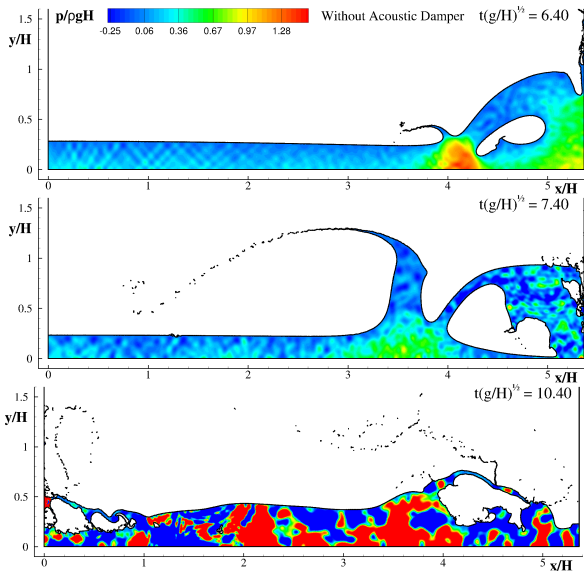 p/ρgH -0.25 0.06 0.36 0.67 0.97 1.28 Without Acoustic Damper t(g/H)^½ = 6.40
y/H
1.5
1
0.5
0
0 1 2 3 4 5
x/H
t(g/H)^½ = 7.40
y/H
1.5
1
0.5
0
0 1 2 3 4 5
x/H
t(g/H)^½ = 10.40
y/H
1.5
1
0.5
0
0 1 2 3 4 5
x/H